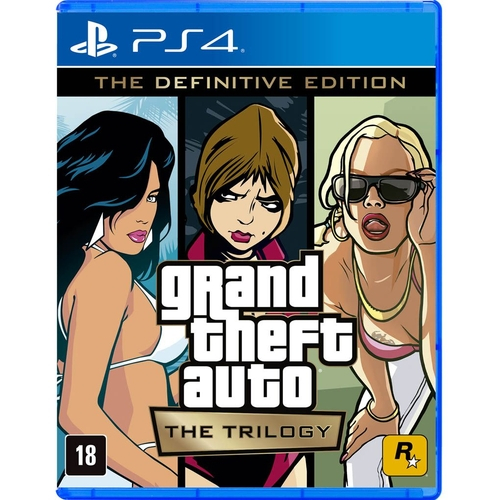 PS4
THE DEFINITIVE EDITION
grand
theft
auto
THE TRILOGY
18
R